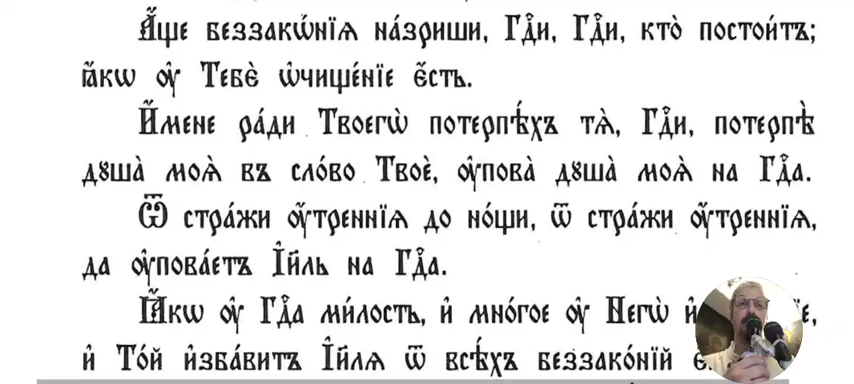 А҆́ще беззакѡ́нїѧ на́зриши, Гдⷭ҇и, Гдⷭ҇и, кто̀ постои́тъ;
ꙗ҆́кѡ ᲂу҆ Тебѐ ѡ҆чище́нїе є҆́сть.
И҆́мене ра́ди Твоегѡ̀ потерпѣ́хъ тѧ̀, Гдⷭ҇и, потерпѣ̀
дꙋша̀ моѧ̀ въ сло́во Твоѐ, ᲂу҆пова̀ дꙋша̀ моѧ̀ на Гдⷭ҇а.
Ѿ стра́жи ᲂу҆́треннїѧ до но́щи, ѿ стра́жи ᲂу҆́треннїѧ,
да ᲂу҆пова́етъ І҆и҃ль на Гдⷭ҇а.
Ꙗ҆́кѡ ᲂу҆ Гдⷭ҇а ми́лость, и҆ мно́гое ᲂу҆ Негѡ̀
и҆ То́й и҆зба́витъ І҆и҃лѧ ѿ всѣ́хъ беззако́нїй